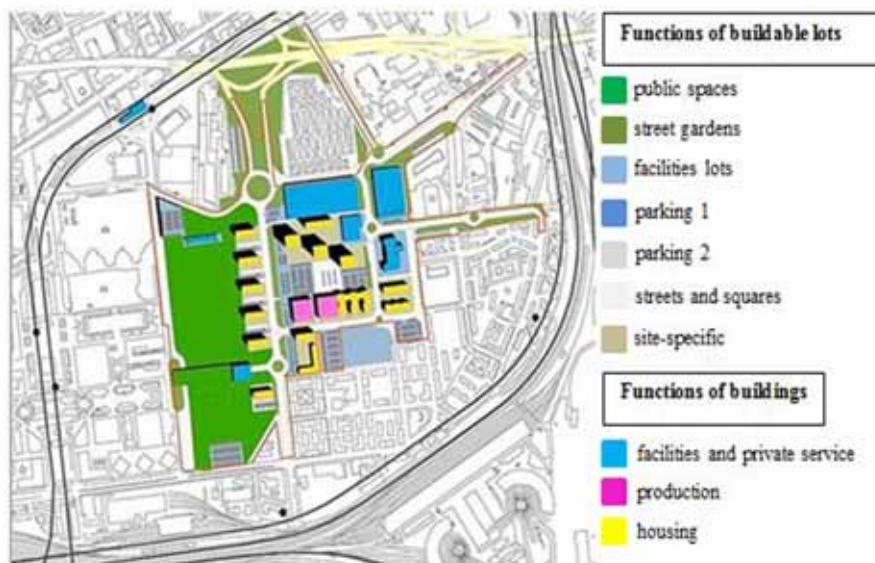 Functions of buildable lots
public spaces
street gardens
facilities lots
parking 1
parking 2
streets and squares
site-specific
Functions of buildings
facilities and private service
production
housing